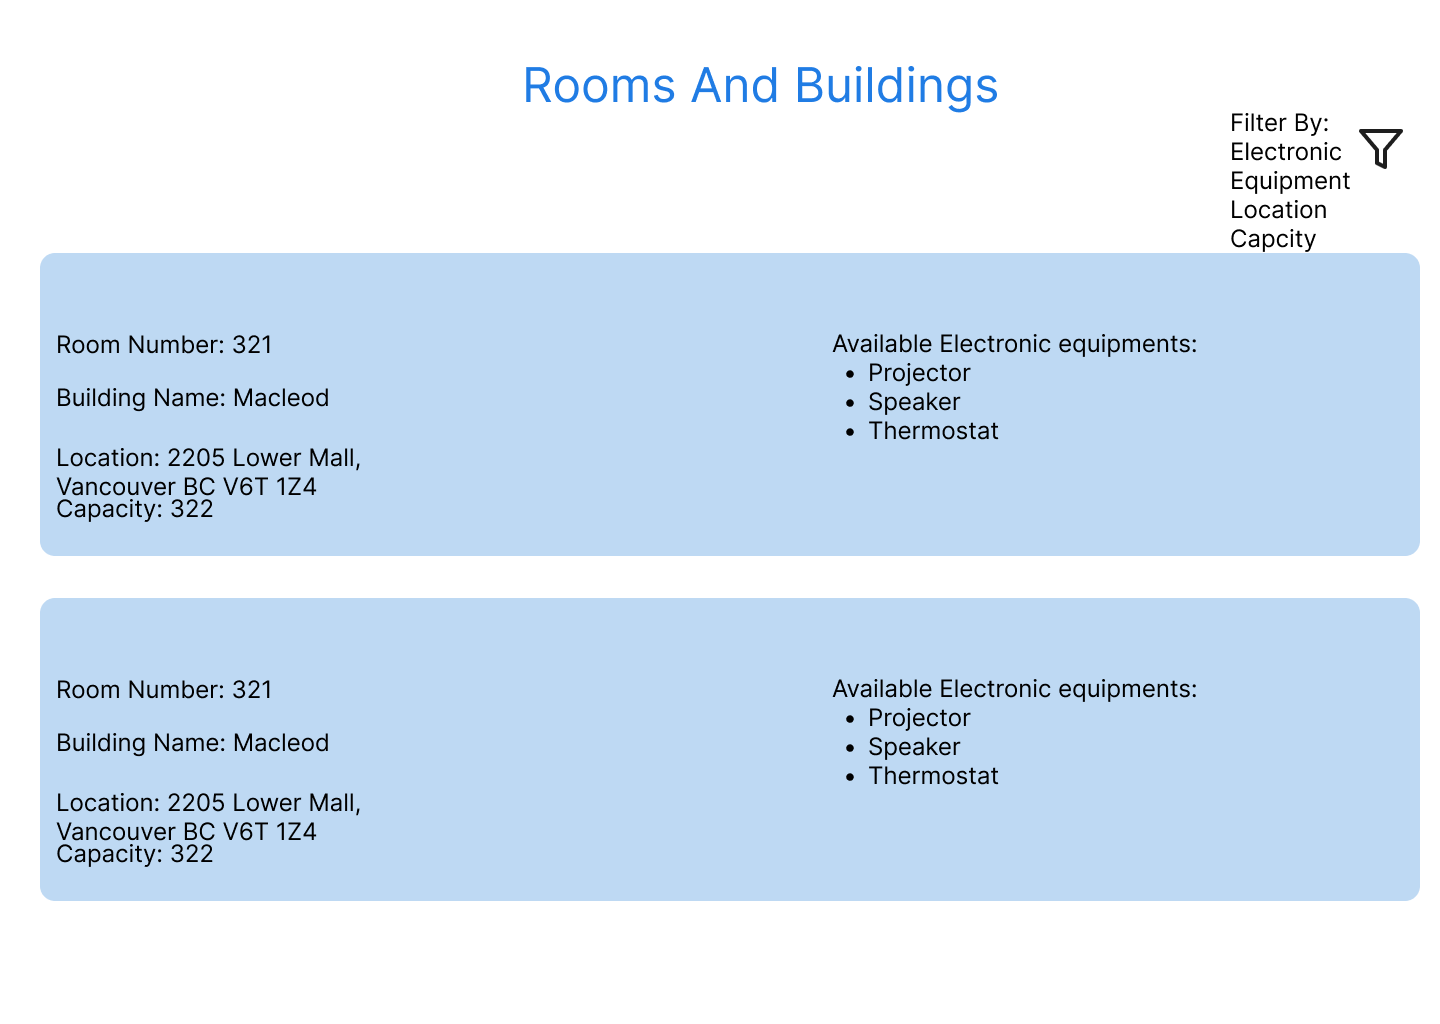 Rooms And Buildings
Filter By:
Electronic
Equipment
Location
Capcity
Room Number: 321
Building Name: Macleod
Location: 2205 Lower Mall,
Vancouver BC V6T 1Z4
Capacity: 322
Available Electronic equipments:
• Projector
• Speaker
• Thermostat
Room Number: 321
Building Name: Macleod
Location: 2205 Lower Mall,
Vancouver BC V6T 1Z4
Capacity: 322
Available Electronic equipments:
• Projector
• Speaker
• Thermostat